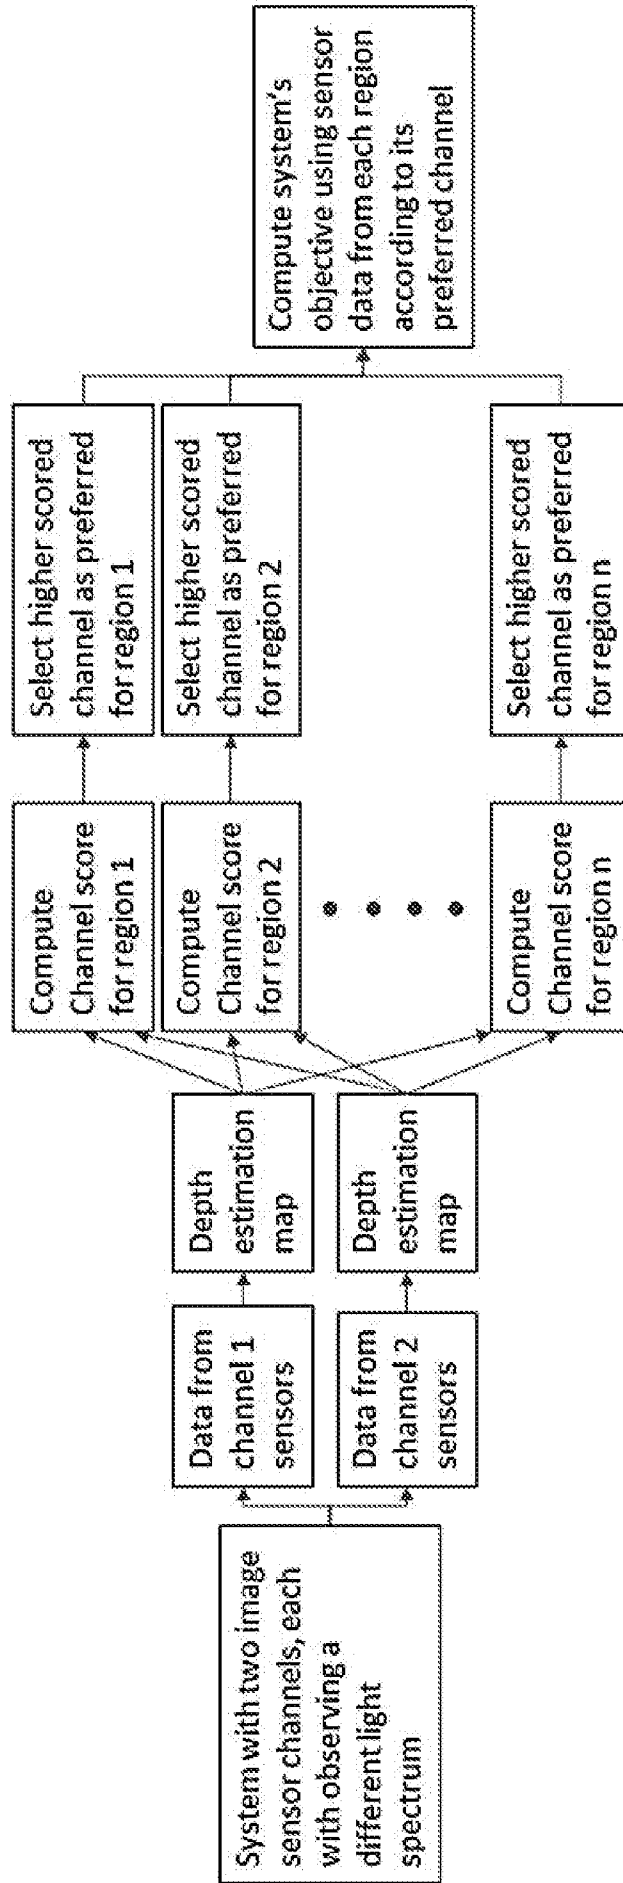 System with two image
sensor channels, each
with observing a
different light
spectrum
Data from
channel 1
sensors
Data from
channel 2
sensors
Depth
estimation
map
Depth
estimation
map
Compute
Channel score
for region 1
Compute
Channel score
for region 2
Compute
Channel score
for region n
Select higher scored
channel as preferred
for region 1
Select higher scored
channel as preferred
for region 2
Select higher scored
channel as preferred
for region n
Compute system's
objective using sensor
data from each region
according to its
preferred channel